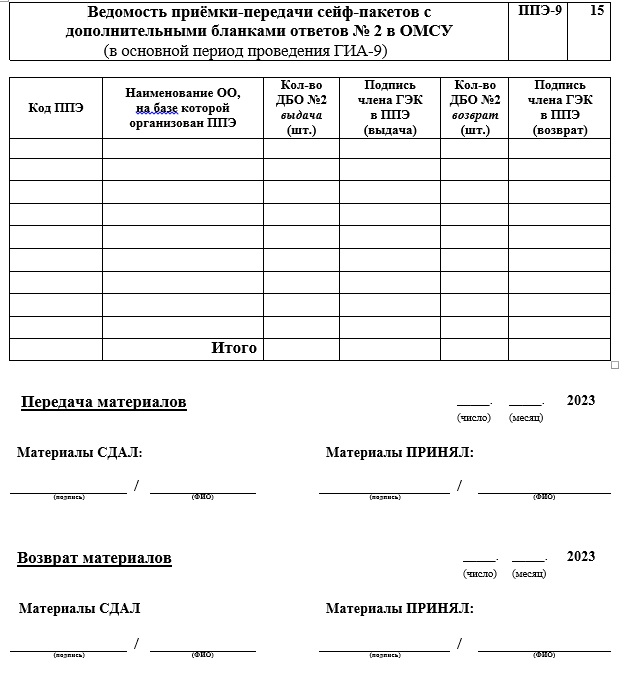 Ведомость приёмки-передачи сейф-пакетов с
дополнительными бланками ответов № 2 в ОМСУ
(в основной период проведения ГИА-9)
ППЭ-9 15
Код ППЭ
Наименование ОО,
на базе которой
организован ППЭ
Кол-во
ДБО №2
выдача
(шт.)
Подпись
члена ГЭК
в ППЭ
(выдача)
Кол-во
ДБО №2
возврат
(шт.)
Подпись
члена ГЭК
в ППЭ
(возврат)
Итого
Передача материалов _____. _____. 2023
(число) (месяц)
Материалы СДАЛ: Материалы ПРИНЯЛ:
/ /
(подпись) (ФИО) (подпись) (ФИО)
Возврат материалов _____. _____. 2023
(число) (месяц)
Материалы СДАЛ Материалы ПРИНЯЛ:
/ /
(подпись) (ФИО) (подпись) (ФИО)